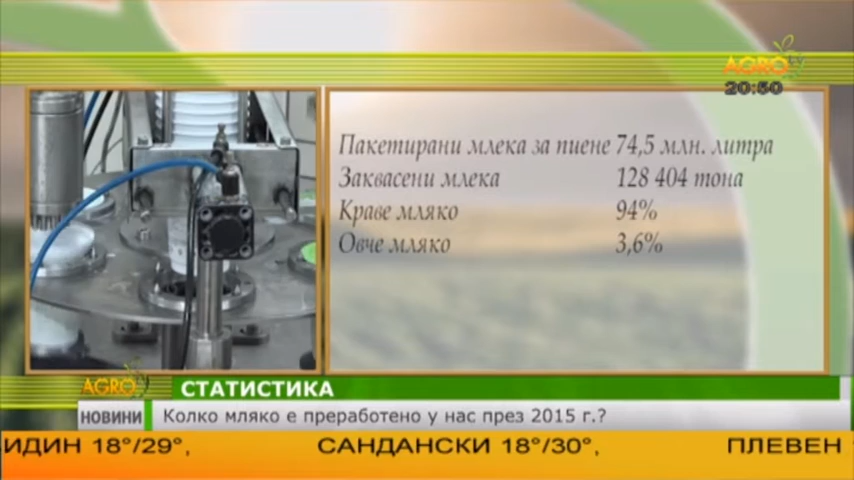 AGRO tv
20:50
Пакетирани млека за пиене 74,5 млн. литра
Заквасени млека 128 404 тона
Краве мляко 94%
Овче мляко 3,6%
AGRO tv
СТАТИСТИКА
НОВИНИ
Колко мляко е преработено у нас през 2015 г.?
ИДИН 18°/29°, САНДАНСКИ 18°/30°, ПЛЕВЕН